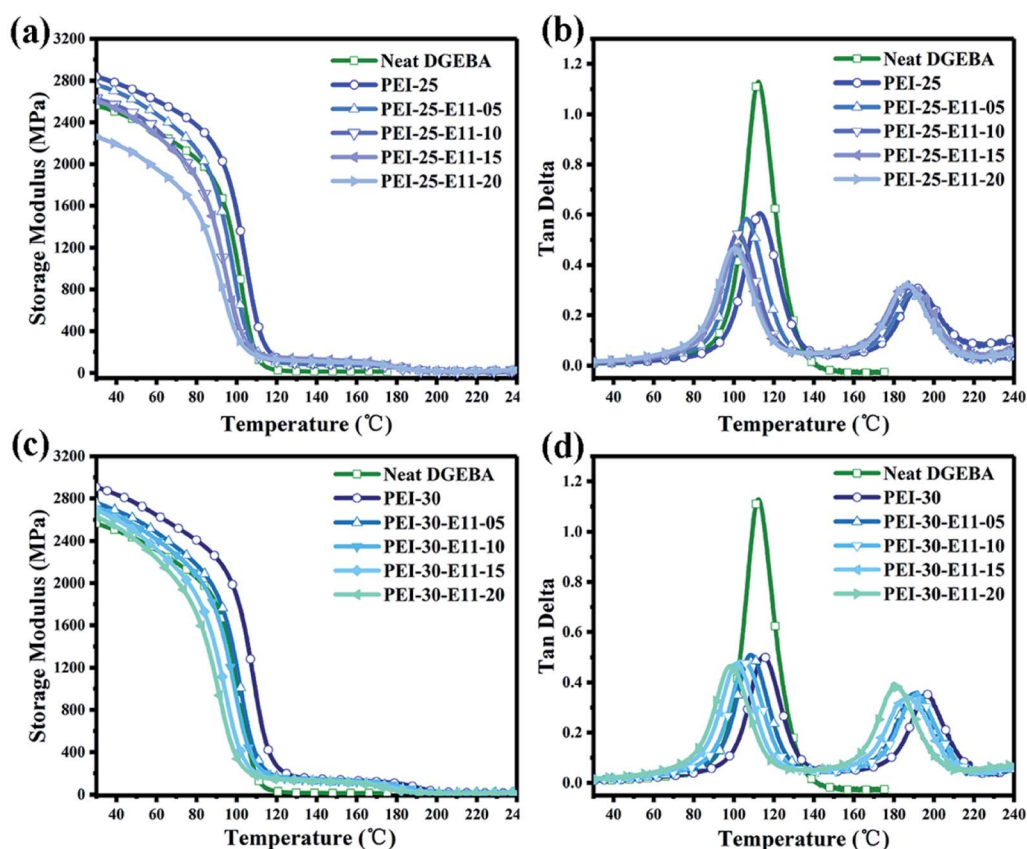 (a)
3200
2800
2400
2000
1600
1200
800
400
0
Storage Modulus (MPa)
Neat DGEBA
PEI-25
PEI-25-E11-05
PEI-25-E11-10
PEI-25-E11-15
PEI-25-E11-20
40 60 80 100 120 140 160 180 200 220 240
Temperature (℃)
(b)
1.2
1.0
0.8
0.6
0.4
0.2
0.0
Tan Delta
Neat DGEBA
PEI-25
PEI-25-E11-05
PEI-25-E11-10
PEI-25-E11-15
PEI-25-E11-20
40 60 80 100 120 140 160 180 200 220 240
Temperature (℃)
(c)
3200
2800
2400
2000
1600
1200
800
400
0
Storage Modulus (MPa)
Neat DGEBA
PEI-30
PEI-30-E11-05
PEI-30-E11-10
PEI-30-E11-15
PEI-30-E11-20
40 60 80 100 120 140 160 180 200 220 240
Temperature (℃)
(d)
1.2
1.0
0.8
0.6
0.4
0.2
0.0
Tan Delta
Neat DGEBA
PEI-30
PEI-30-E11-05
PEI-30-E11-10
PEI-30-E11-15
PEI-30-E11-20
40 60 80 100 120 140 160 180 200 220 240
Temperature (℃)